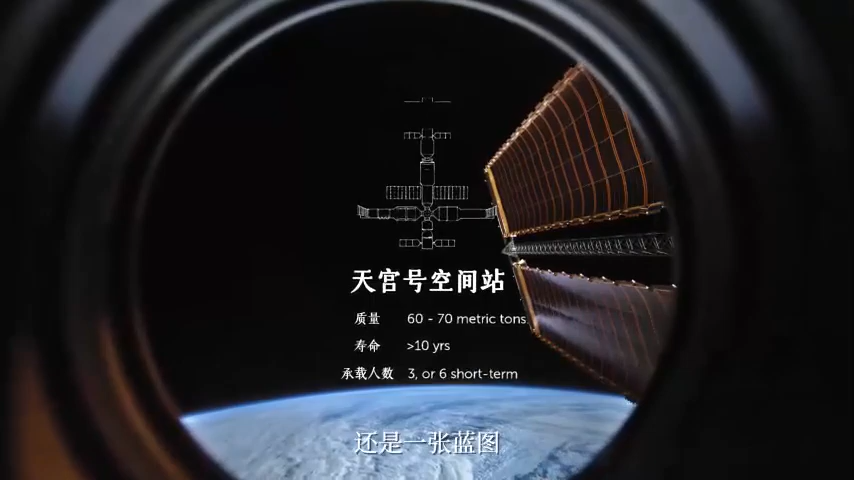 天宫号空间站
质量 60 - 70 metric tons
寿命 >10 yrs
承载人数 3, or 6 short-term
还是一张蓝图